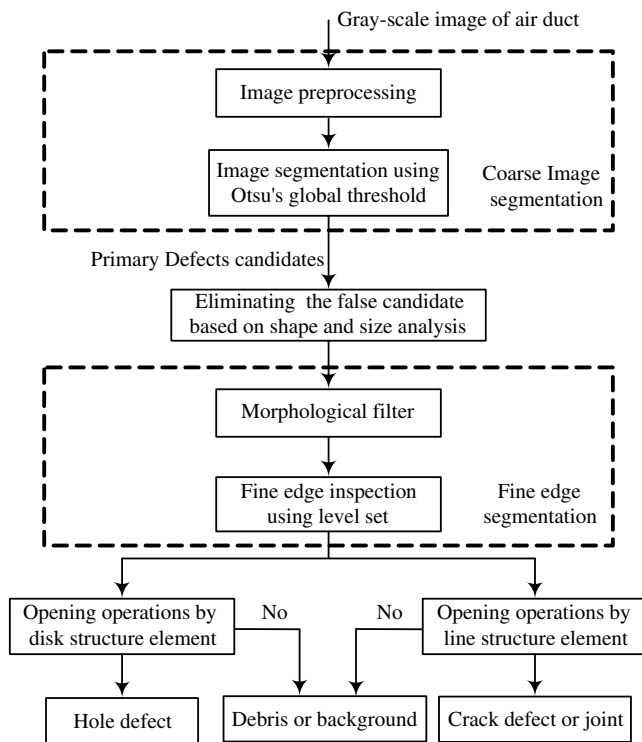 Gray-scale image of air duct
Image preprocessing
Image segmentation using
Otsu's global threshold
Coarse Image
segmentation
Primary Defects candidates
Eliminating the false candidate
based on shape and size analysis
Morphological filter
Fine edge inspection
using level set
Fine edge
segmentation
Opening operations by
disk structure element
No
No
Opening operations by
line structure element
Hole defect
Debris or background
Crack defect or joint